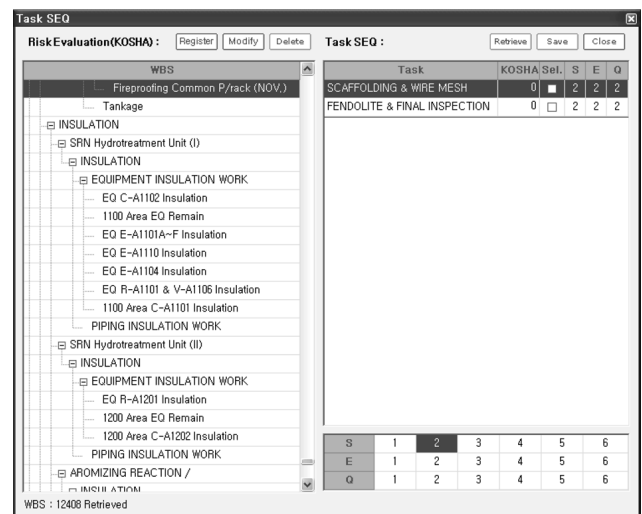 Task SEQ
Risk Evaluation(KOSHA) : Register Modify Delete Task SEQ : Retrieve Save Close
WBS
Fireproofing Common P/rack (NOV,)
Tankage
INSULATION
SRN Hydrotreatment Unit (I)
INSULATION
EQUIPMENT INSULATION WORK
EQ C-A1102 Insulation
1100 Area EQ Remain
EQ E-A1101A~F Insulation
EQ E-A1110 Insulation
EQ E-A1104 Insulation
EQ R-A1101 & V-A1106 Insulation
1100 Area C-A1101 Insulation
PIPING INSULATION WORK
SRN Hydrotreatment Unit (II)
INSULATION
EQUIPMENT INSULATION WORK
EQ R-A1201 Insulation
1200 Area EQ Remain
1200 Area C-A1202 Insulation
PIPING INSULATION WORK
AROMIZING REACTION /
INSULATION
Task KOSHA Sel. S E Q
SCAFFOLDING & WIRE MESH 0 2 2 2
FENDOLITE & FINAL INSPECTION 0 2 2 2
S 1 2 3 4 5 6
E 1 2 3 4 5 6
Q 1 2 3 4 5 6
WBS : 12408 Retrieved